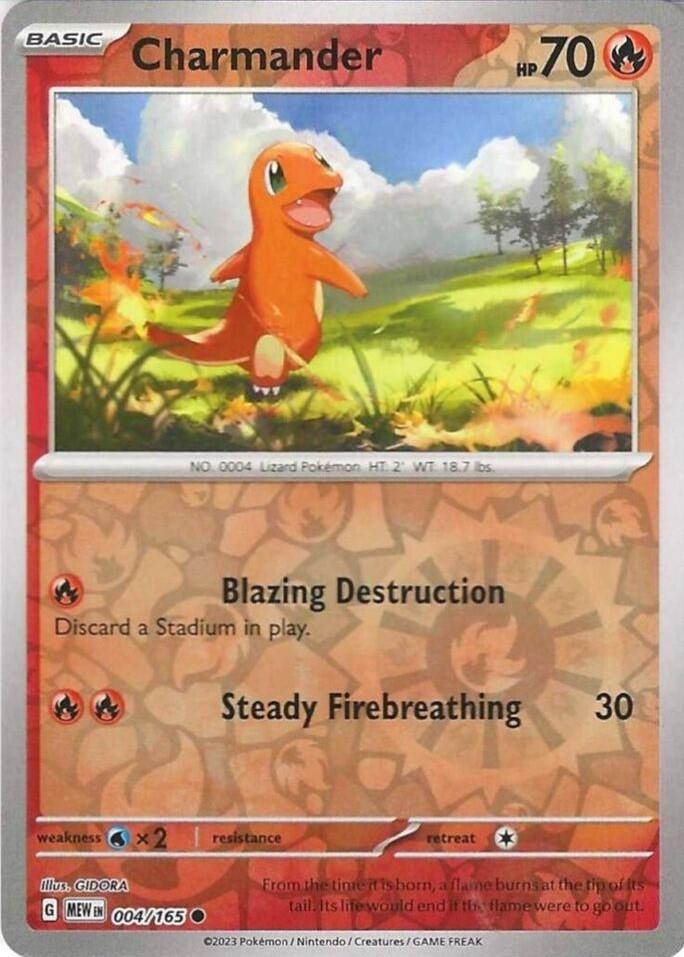 BASIC
Charmander
HP 70
NO. 0004 Lizard Pokémon HT: 2' WT: 18.7 lbs.
Blazing Destruction
Discard a Stadium in play.
Steady Firebreathing 30
weakness ×2 resistance retreat
Illus. GIDORA
From the time it is born, a flame burns at the tip of its
tail. Its life would end if the flame were to go out.
G MEW EN 004/165
©2023 Pokémon / Nintendo / Creatures / GAME FREAK